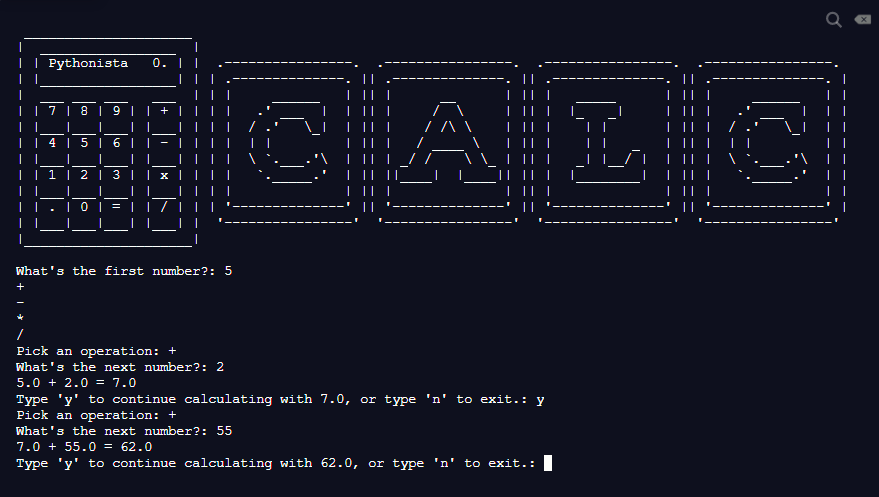 Pythonista 0.
7 8 9 +
4 5 6 -
1 2 3 x
. 0 = /
CALC
What's the first number?: 5
+
-
*
/
Pick an operation: +
What's the next number?: 2
5.0 + 2.0 = 7.0
Type 'y' to continue calculating with 7.0, or type 'n' to exit.: y
Pick an operation: +
What's the next number?: 55
7.0 + 55.0 = 62.0
Type 'y' to continue calculating with 62.0, or type 'n' to exit.: